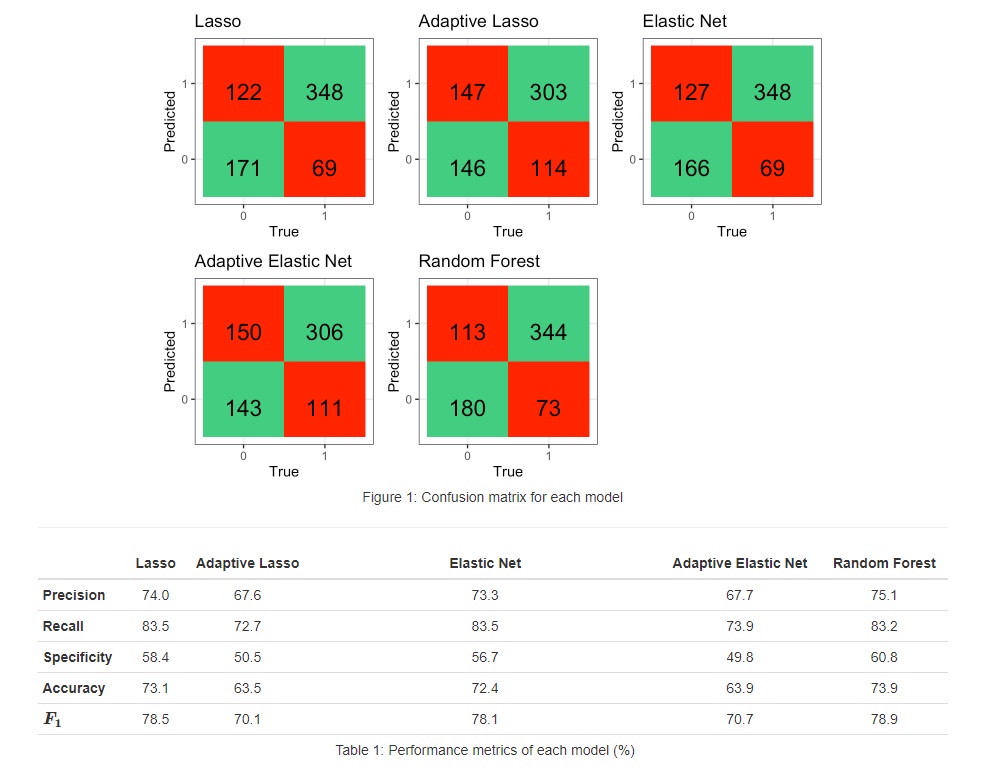 Lasso
Adaptive Lasso
Elastic Net
Predicted
1
0
122 348
171 69
0 1
True
Predicted
1
0
147 303
146 114
0 1
True
Predicted
1
0
127 348
166 69
0 1
True
Adaptive Elastic Net
Random Forest
Predicted
1
0
150 306
143 111
0 1
True
Predicted
1
0
113 344
180 73
0 1
True
Figure 1: Confusion matrix for each model
Lasso Adaptive Lasso Elastic Net Adaptive Elastic Net Random Forest
Precision 74.0 67.6 73.3 67.7 75.1
Recall 83.5 72.7 83.5 73.9 83.2
Specificity 58.4 50.5 56.7 49.8 60.8
Accuracy 73.1 63.5 72.4 63.9 73.9
F₁ 78.5 70.1 78.1 70.7 78.9
Table 1: Performance metrics of each model (%)